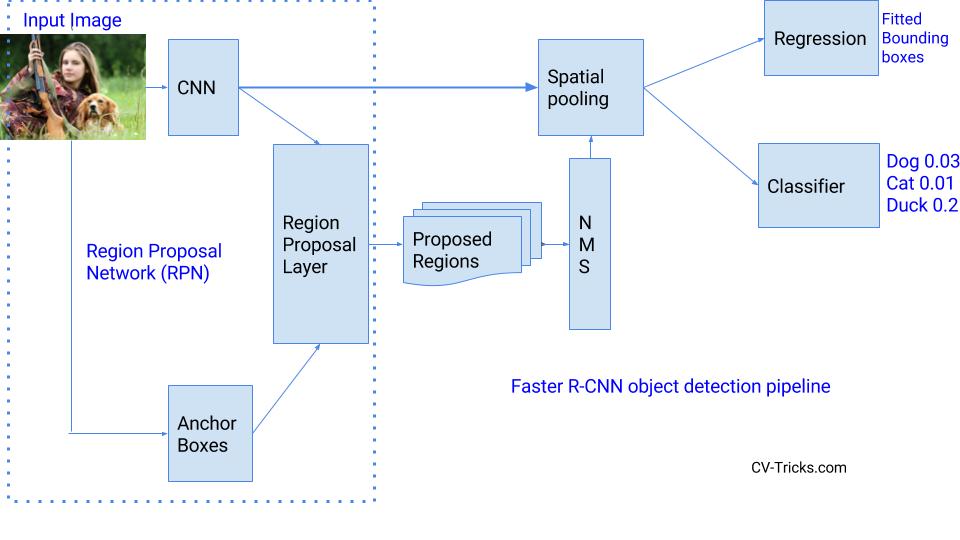 Input Image
CNN
Spatial
pooling
Regression
Fitted
Bounding
boxes
Classifier
Dog 0.03
Cat 0.01
Duck 0.2
Region
Proposal
Layer
Proposed
Regions
N
M
S
Region Proposal
Network (RPN)
Anchor
Boxes
Faster R-CNN object detection pipeline
CV-Tricks.com